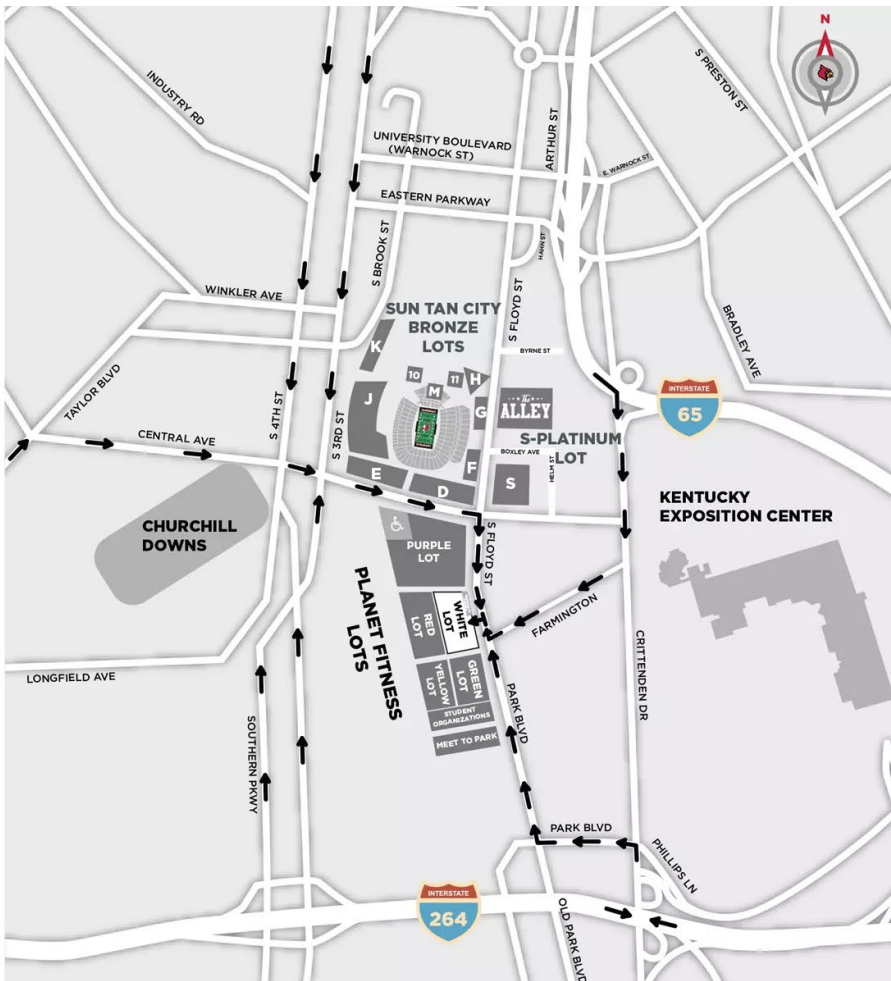 N
INDUSTRY RD
S PRESTON ST
UNIVERSITY BOULEVARD
(WARNOCK ST)
ARTHUR ST
E. WARNOCK ST
EASTERN PARKWAY
S BROOK ST
HAHN ST
WINKLER AVE
S FLOYD ST
SUN TAN CITY
BRONZE
LOTS
BRADLEY AVE
K
BYRNE ST
10
11
H
M
TAYLOR BLVD
J
G
The
ALLEY
INTERSTATE
65
S 4TH ST
S 3RD ST
CENTRAL AVE
S-PLATINUM
LOT
BOXLEY AVE
HELM ST
E
F
D
S
KENTUCKY
EXPOSITION CENTER
CHURCHILL
DOWNS
PURPLE
LOT
S FLOYD ST
PLANET FITNESS
LOTS
RED
LOT
WHITE
LOT
FARMINGTON
YELLOW
LOT
GREEN
LOT
STUDENT
ORGANIZATIONS
MEET TO PARK
LONGFIELD AVE
CRITTENDEN DR
PARK BLVD
SOUTHERN PKWY
PARK BLVD
PHILLIPS LN
INTERSTATE
264
OLD PARK BLVD